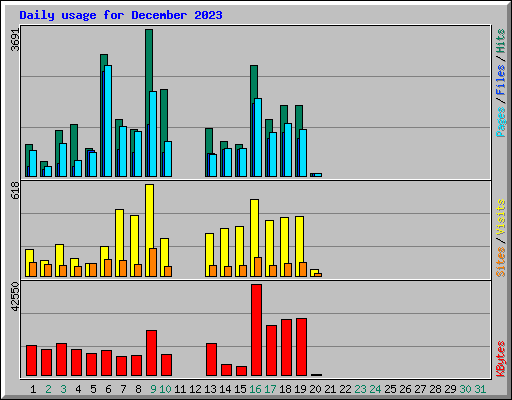 Daily usage for December 2023
3691
618
42550
Pages / Files / Hits
Sites / Visits
KBytes
1 2 3 4 5 6 7 8 9 10 11 12 13 14 15 16 17 18 19 20 21 22 23 24 25 26 27 28 29 30 31